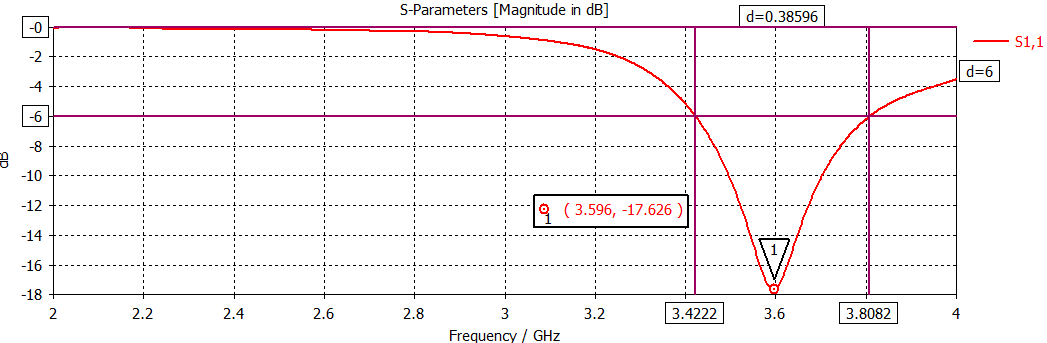 S-Parameters [Magnitude in dB]
d=0.38596
S1,1
d=6
-0
-2
-4
-6
-8
-10
-12
-14
-16
-18
dB
1 ( 3.596, -17.626 )
1
2 2.2 2.4 2.6 2.8 3 3.2 3.4222 3.6 3.8082 4
Frequency / GHz